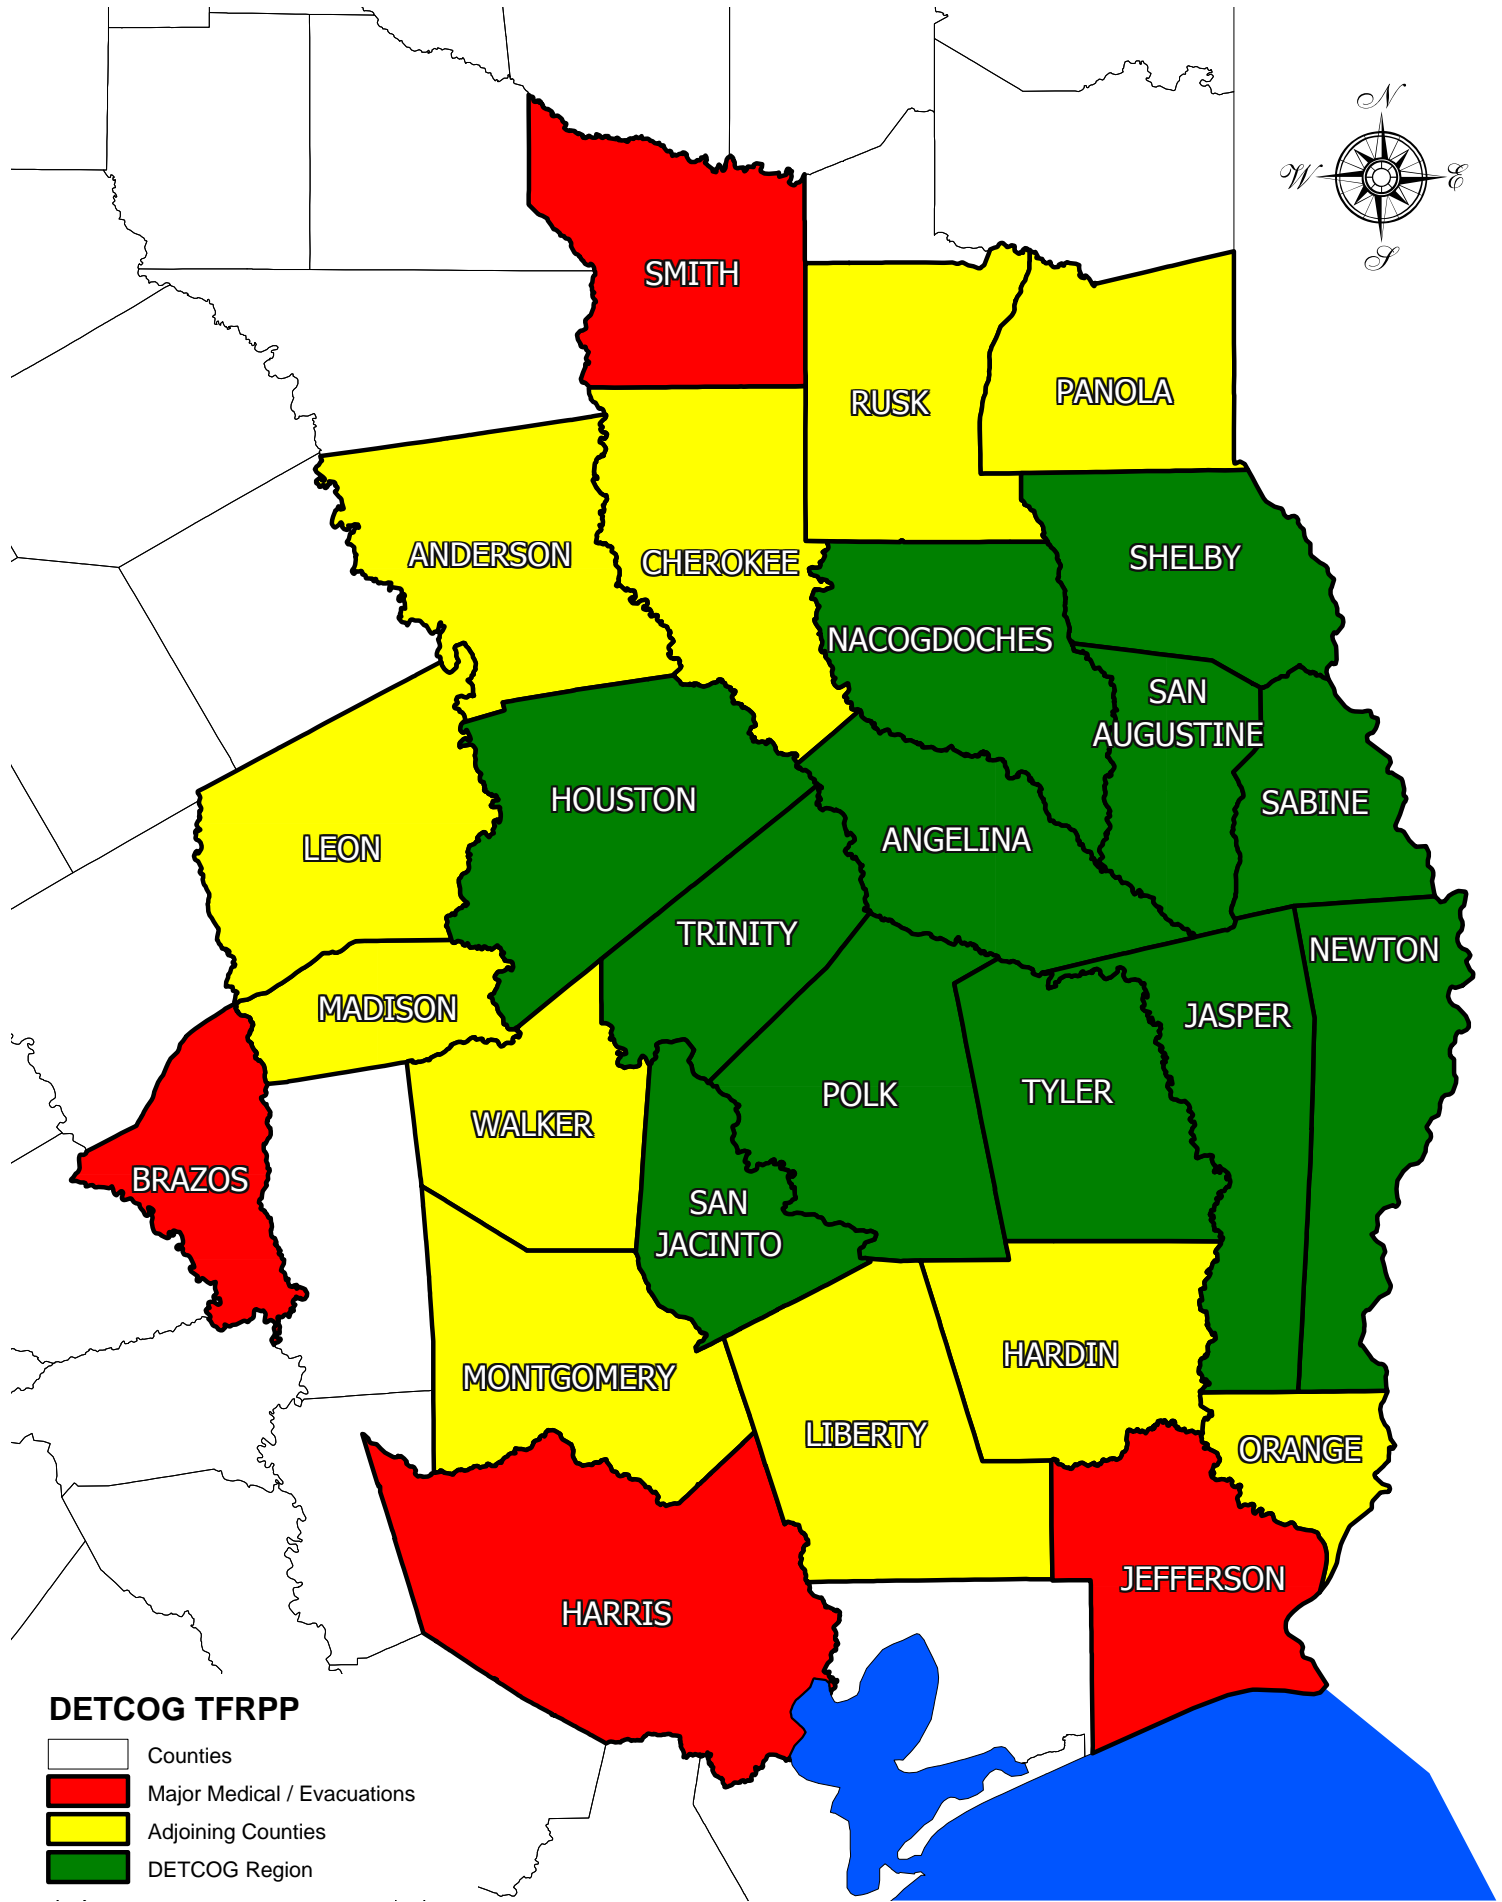 N
W
E
S
SMITH
RUSK
PANOLA
ANDERSON
CHEROKEE
SHELBY
NACOGDOCHES
SAN
AUGUSTINE
HOUSTON
SABINE
LEON
ANGELINA
TRINITY
NEWTON
MADISON
JASPER
POLK
TYLER
WALKER
BRAZOS
SAN
JACINTO
HARDIN
MONTGOMERY
LIBERTY
ORANGE
JEFFERSON
HARRIS
DETCOG TFRPP
Counties
Major Medical / Evacuations
Adjoining Counties
DETCOG Region